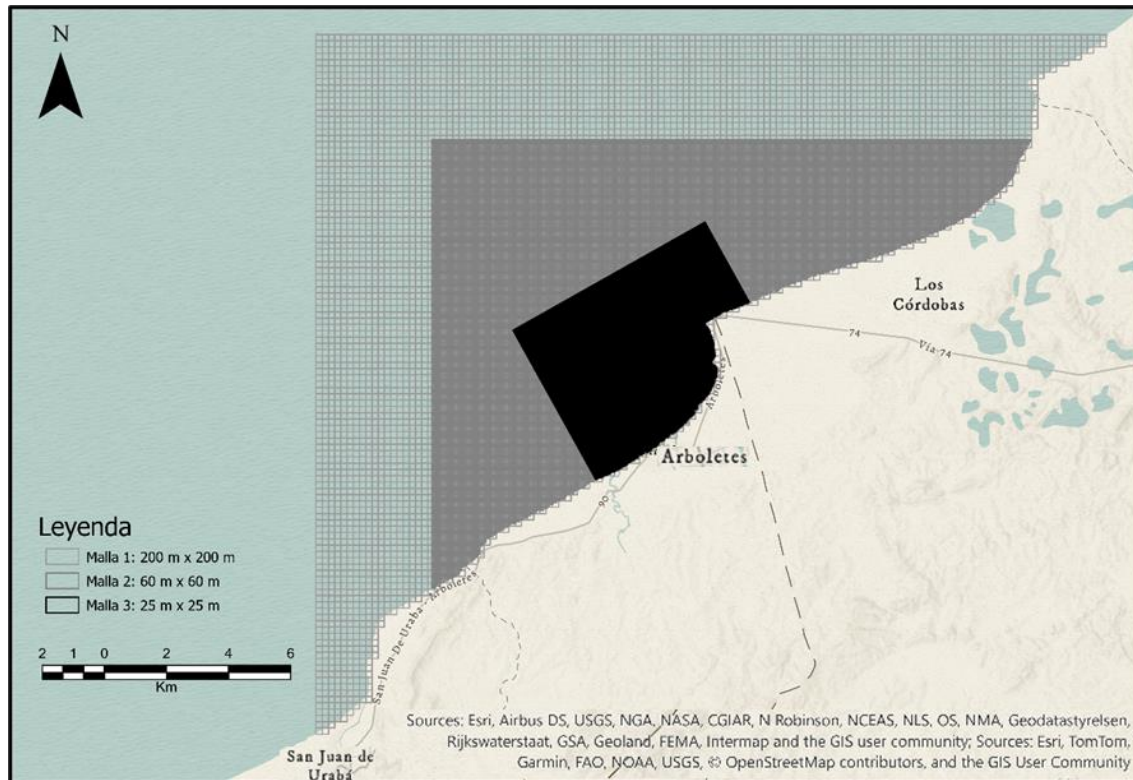 N
Los
Córdobas
74
Vía 74
Arboletes
Arboletes
90
San Juan De Uraba - Arboletes
Leyenda
Malla 1: 200 m x 200 m
Malla 2: 60 m x 60 m
Malla 3: 25 m x 25 m
2 1 0 2 4 6
Km
San Juan de
Urabá
Sources: Esri, Airbus DS, USGS, NGA, NASA, CGIAR, N Robinson, NCEAS, NLS, OS, NMA, Geodatastyrelsen,
Rijkswaterstaat, GSA, Geoland, FEMA, Intermap and the GIS user community; Sources: Esri, TomTom,
Garmin, FAO, NOAA, USGS, © OpenStreetMap contributors, and the GIS User Community